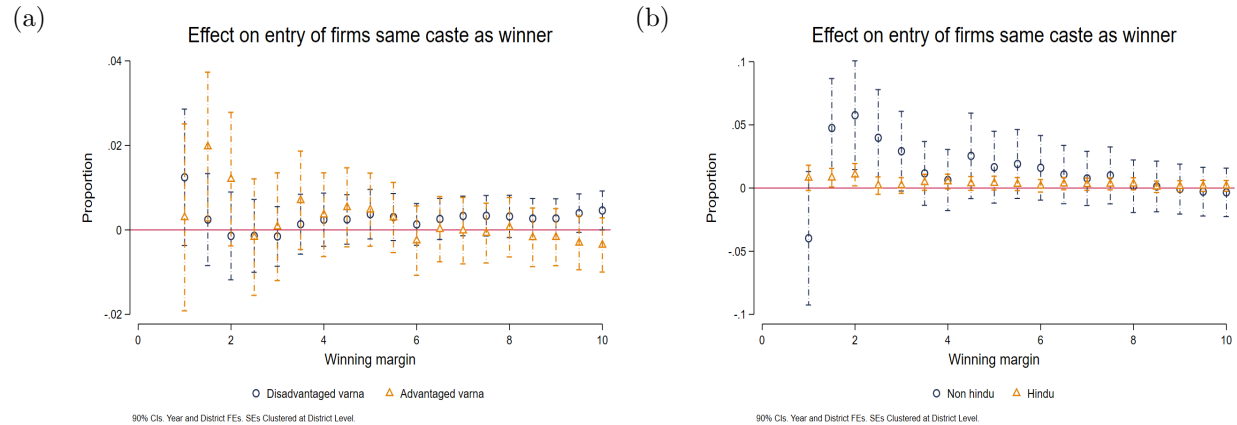 (a)
Effect on entry of firms same caste as winner
.04
.02
0
-.02
Proportion
0 2 4 6 8 10
Winning margin
Disadvantaged varna Advantaged varna
90% CIs. Year and District FEs. SEs Clustered at District Level.
(b)
Effect on entry of firms same caste as winner
.1
.05
0
-.05
-.1
Proportion
0 2 4 6 8 10
Winning margin
Non hindu Hindu
90% CIs. Year and District FEs. SEs Clustered at District Level.